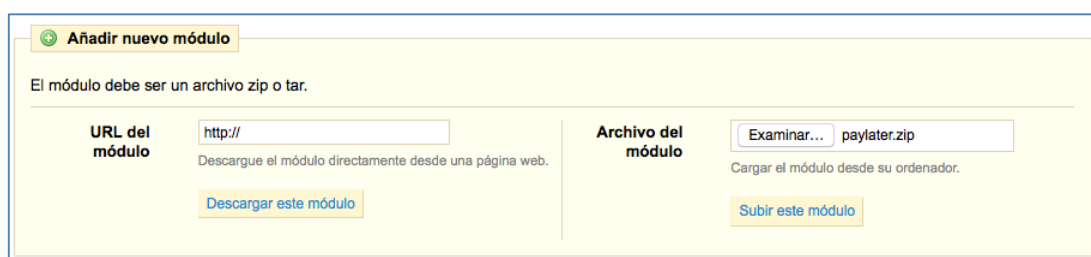 Añadir nuevo módulo
El módulo debe ser un archivo zip o tar.
URL del módulo
http://
Descargue el módulo directamente desde una página web.
Descargar este módulo
Archivo del módulo
Examinar... paylater.zip
Cargar el módulo desde su ordenador.
Subir este módulo